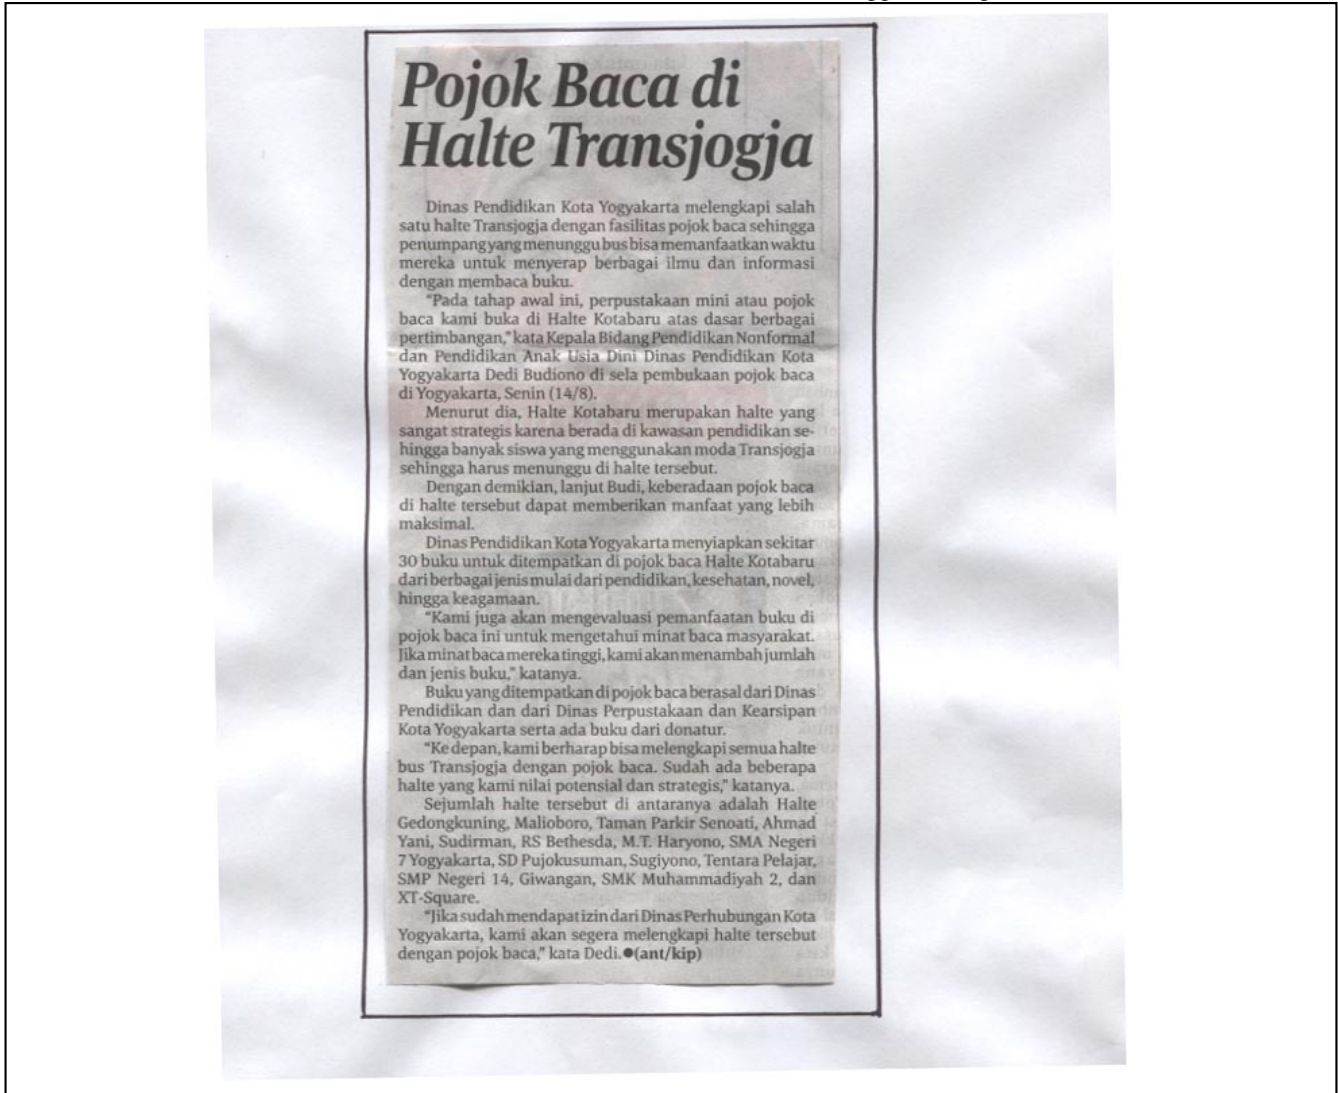 Pojok Baca di
Halte Transjogja
Dinas Pendidikan Kota Yogyakarta melengkapi salah
satu halte Transjogja dengan fasilitas pojok baca sehingga
penumpang yang menunggu bus bisa memanfaatkan waktu
mereka untuk menyerap berbagai ilmu dan informasi
dengan membaca buku.
"Pada tahap awal ini, perpustakaan mini atau pojok
baca kami buka di Halte Kotabaru atas dasar berbagai
pertimbangan," kata Kepala Bidang Pendidikan Nonformal
dan Pendidikan Anak Usia Dini Dinas Pendidikan Kota
Yogyakarta Dedi Budiono di sela pembukaan pojok baca
di Yogyakarta, Senin (14/8).
Menurut dia, Halte Kotabaru merupakan halte yang
sangat strategis karena berada di kawasan pendidikan se-
hingga banyak siswa yang menggunakan moda Transjogja
sehingga harus menunggu di halte tersebut.
Dengan demikian, lanjut Budi, keberadaan pojok baca
di halte tersebut dapat memberikan manfaat yang lebih
maksimal.
Dinas Pendidikan Kota Yogyakarta menyiapkan sekitar
30 buku untuk ditempatkan di pojok baca Halte Kotabaru
dari berbagai jenis mulai dari pendidikan, kesehatan, novel,
hingga keagamaan.
"Kami juga akan mengevaluasi pemanfaatan buku di
pojok baca ini untuk mengetahui minat baca masyarakat.
Jika minat baca mereka tinggi, kami akan menambah jumlah
dan jenis buku," katanya.
Buku yang ditempatkan di pojok baca berasal dari Dinas
Pendidikan dan dari Dinas Perpustakaan dan Kearsipan
Kota Yogyakarta serta ada buku dari donatur.
"Ke depan, kami berharap bisa melengkapi semua halte
bus Transjogja dengan pojok baca. Sudah ada beberapa
halte yang kami nilai potensial dan strategis," katanya.
Sejumlah halte tersebut di antaranya adalah Halte
Gedongkuning, Malioboro, Taman Parkir Senoati, Ahmad
Yani, Sudirman, RS Bethesda, M.T. Haryono, SMA Negeri
7 Yogyakarta, SD Pujokusuman, Sugiyono, Tentara Pelajar,
SMP Negeri 14, Giwangan, SMK Muhammadiyah 2, dan
XT-Square.
"Jika sudah mendapat izin dari Dinas Perhubungan Kota
Yogyakarta, kami akan segera melengkapi halte tersebut
dengan pojok baca," kata Dedi.●(ant/kip)